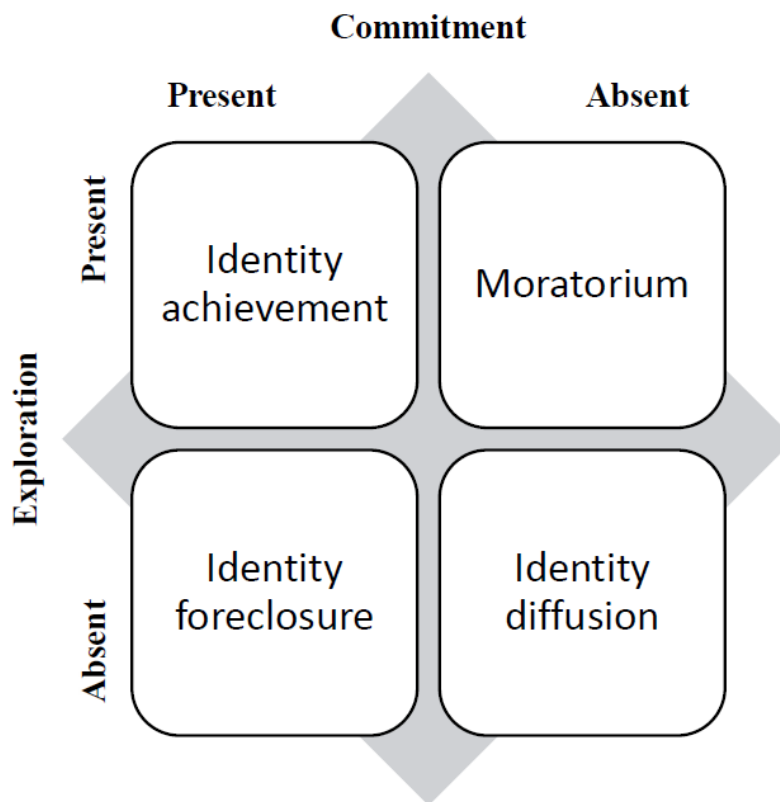 Commitment
Present
Absent
Present
Identity
achievement
Moratorium
Exploration
Absent
Identity
foreclosure
Identity
diffusion